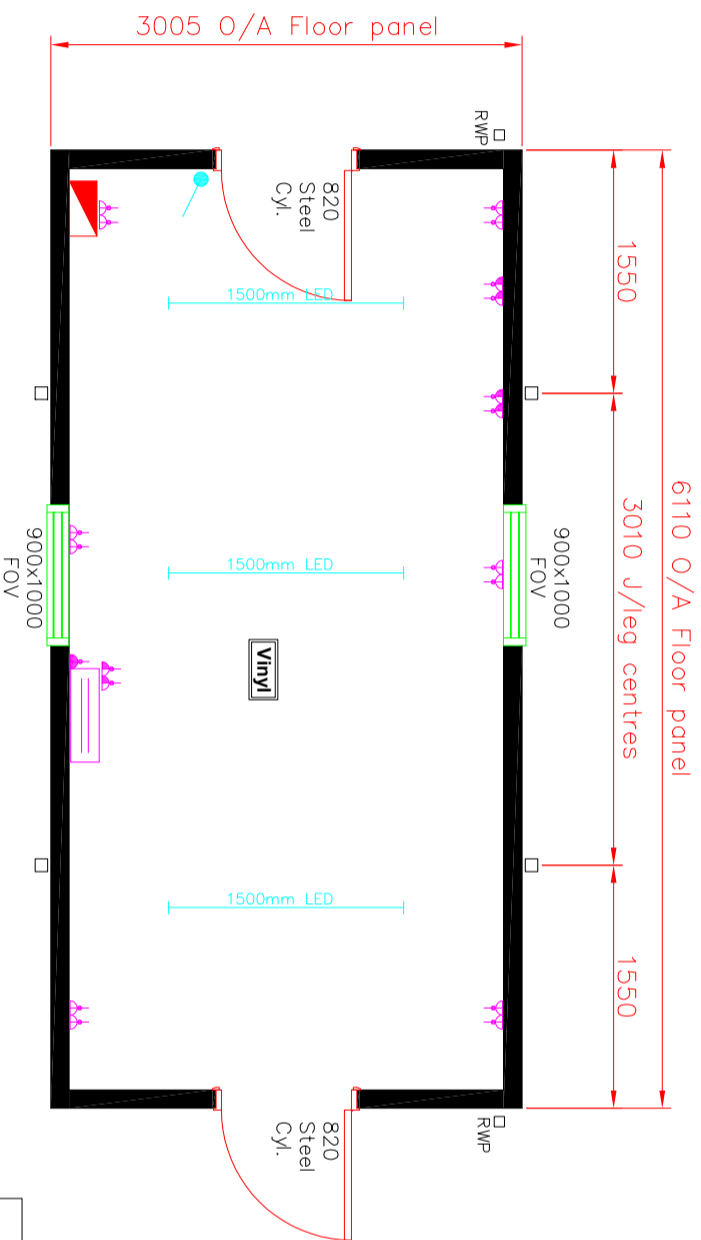 3005 O/A Floor panel
6110 O/A Floor panel
1550
3010 J/leg centres
1550
RWP
RWP
900x1000
FOV
820
Steel
Cyl.
820
Steel
Cyl.
1500mm LED
1500mm LED
1500mm LED
Vinyl
900x1000
FOV